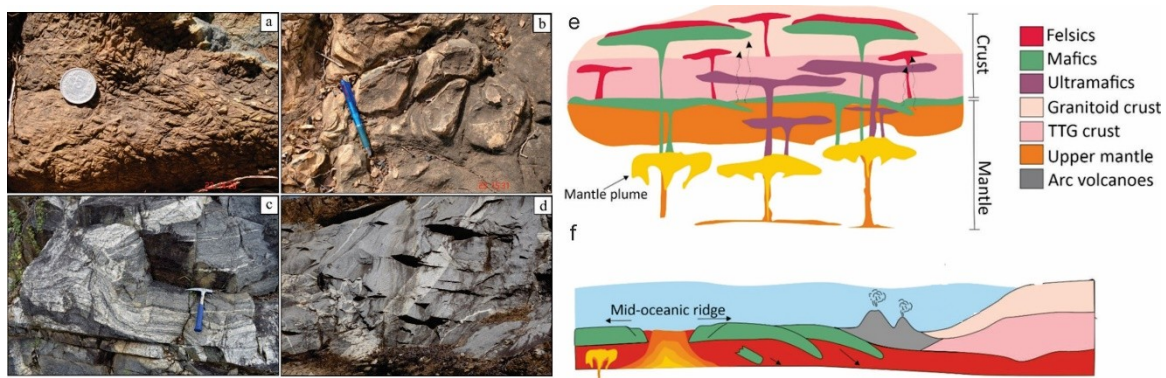 a
b
c
d
e
Felsics
Mafics
Ultramafics
Granitoid crust
TTG crust
Upper mantle
Arc volcanoes
Crust
Mantle
Mantle plume
f
Mid-oceanic ridge